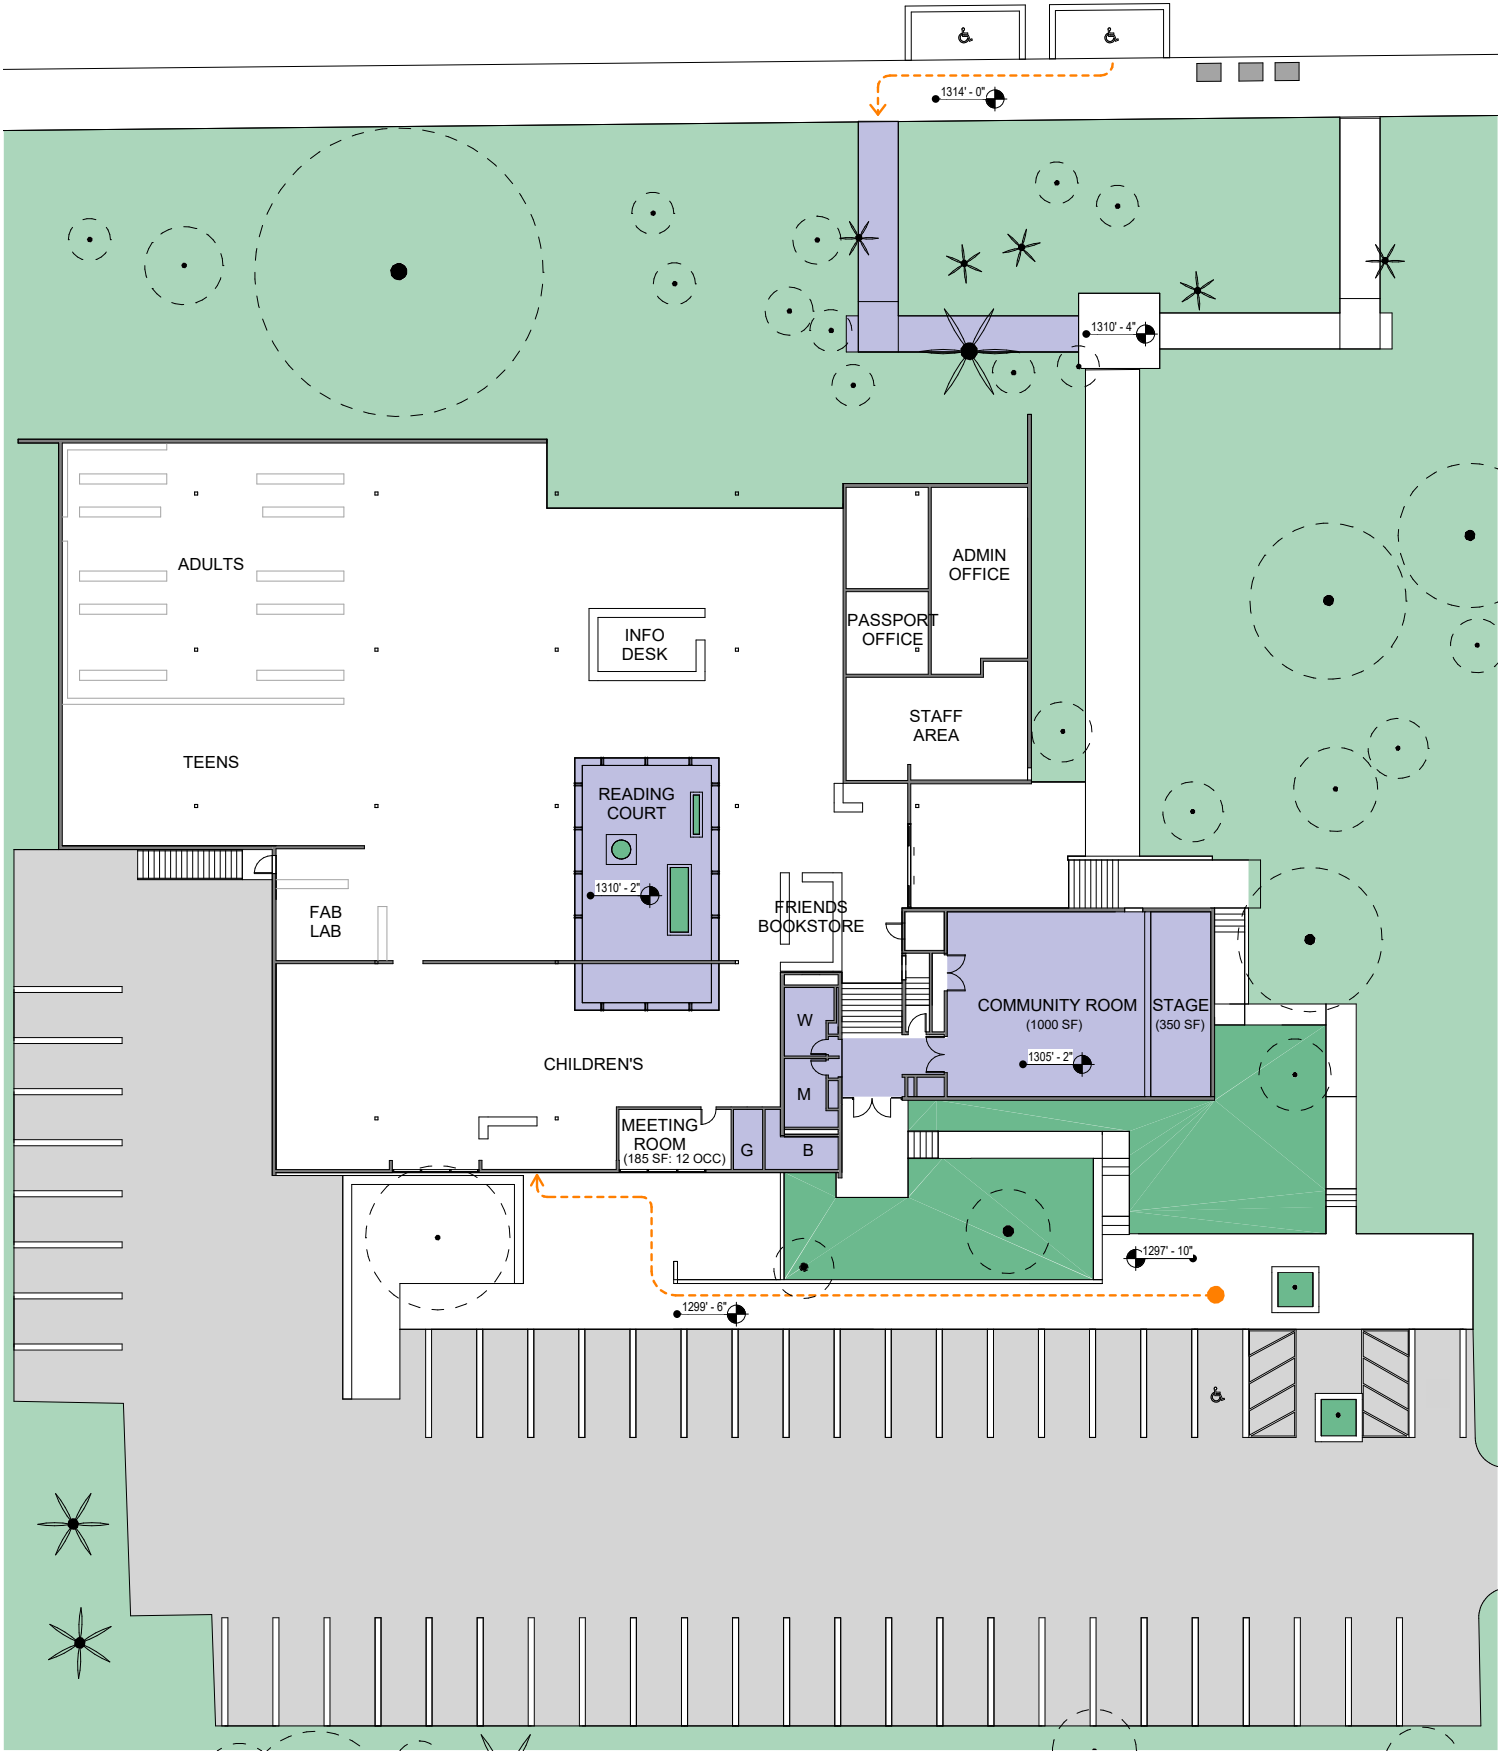 1314' - 0"
1310' - 4"
ADULTS
ADMIN
OFFICE
PASSPORT
OFFICE
INFO
DESK
STAFF
AREA
TEENS
READING
COURT
1310' - 2"
FAB
LAB
FRIENDS
BOOKSTORE
COMMUNITY ROOM
(1000 SF)
STAGE
(350 SF)
W
1305' - 2"
CHILDREN'S
M
MEETING
ROOM
(185 SF: 12 OCC)
G
B
1297' - 10"
1299' - 6"